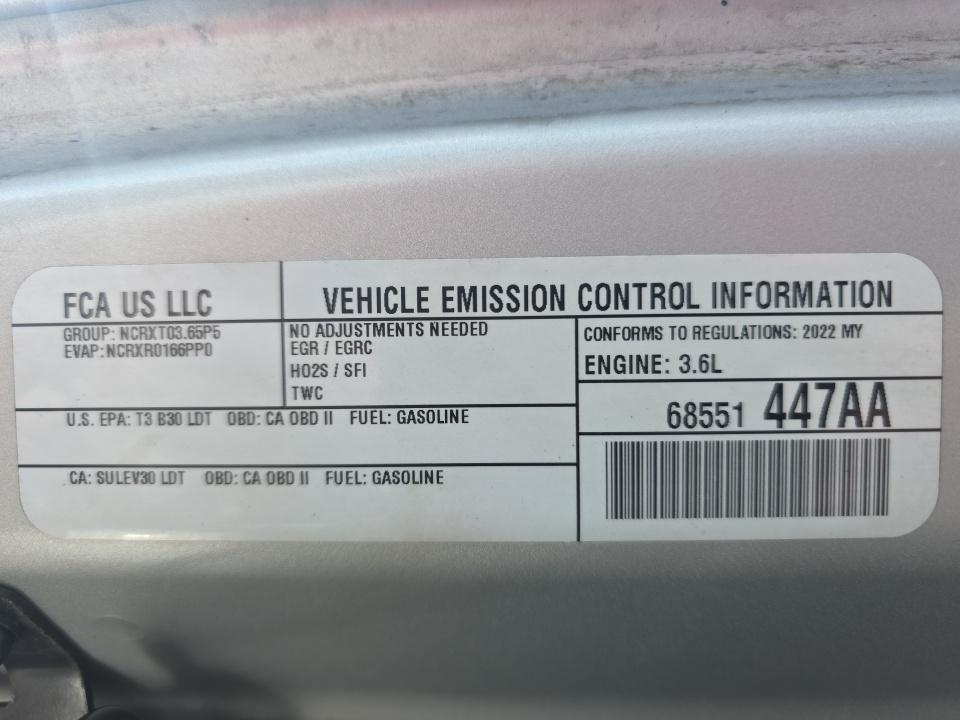 FCA US LLC
VEHICLE EMISSION CONTROL INFORMATION
GROUP: NCRXT03.65P5
EVAP:NCRXR0166PP0
NO ADJUSTMENTS NEEDED
EGR / EGRC
HO2S / SFI
TWC
CONFORMS TO REGULATIONS: 2022 MY
ENGINE: 3.6L
68551 447AA
U.S. EPA: T3 B30 LDT OBD: CA OBD II FUEL: GASOLINE
CA: SULEV30 LDT OBD: CA OBD II FUEL: GASOLINE